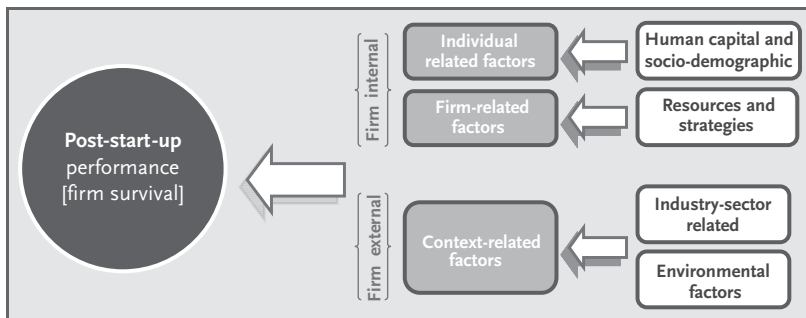 Post-start-up
performance
[firm survival]
Firm internal
Individual
related factors
Human capital and
socio-demographic
Firm-related
factors
Resources and
strategies
Firm external
Context-related
factors
Industry-sector
related
Environmental
factors